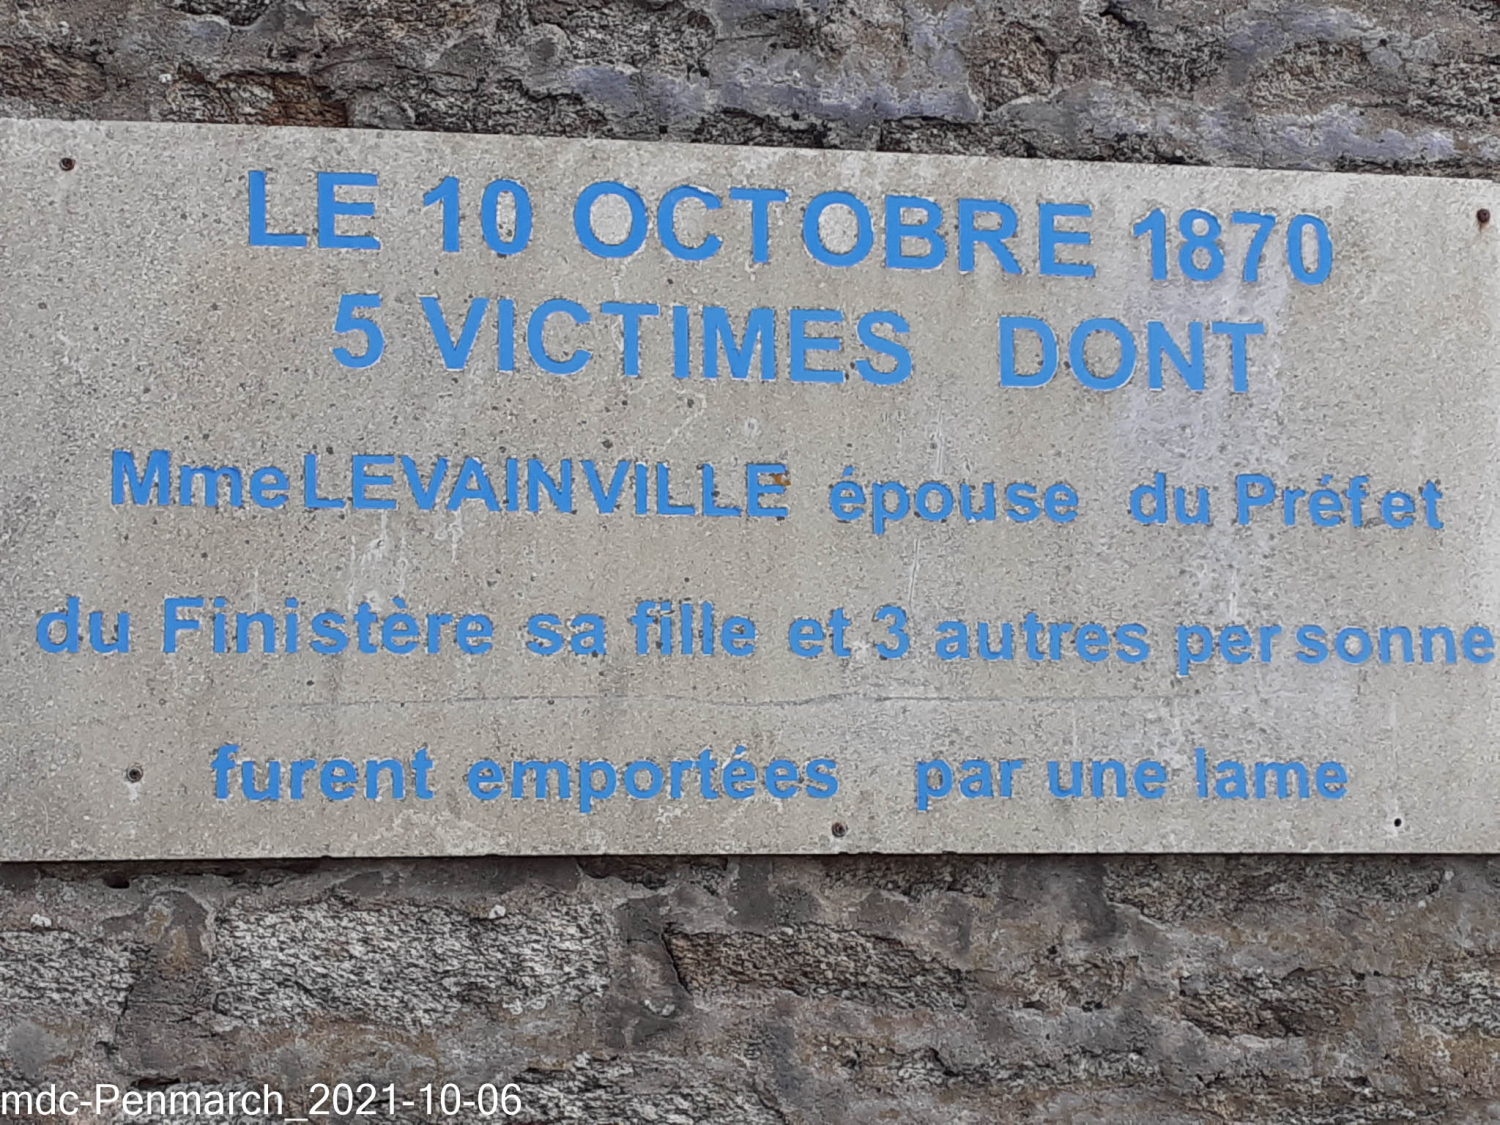 LE 10 OCTOBRE 1870
5 VICTIMES DONT
Mme LEVAINVILLE épouse du Préfet
du Finistère sa fille et 3 autres personne
furent emportées par une lame
mdc-Penmarch_2021-10-06